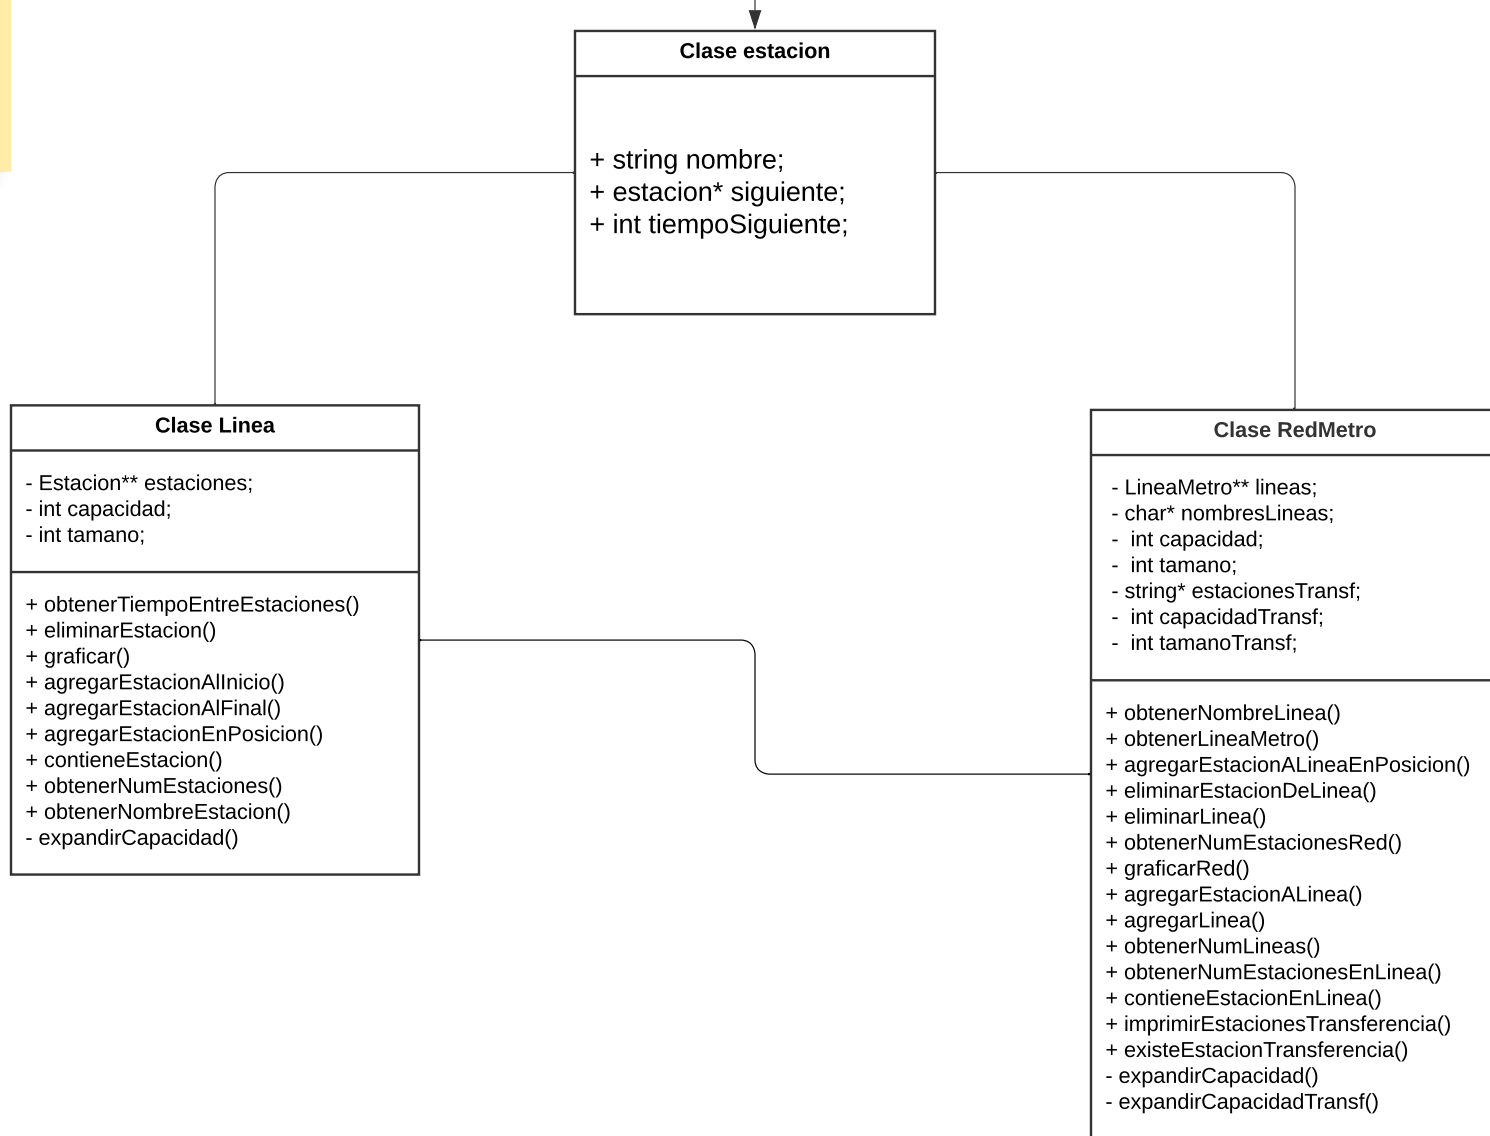 Clase estacion
+ string nombre;
+ estacion* siguiente;
+ int tiempoSiguiente;
Clase Linea
- Estacion** estaciones;
- int capacidad;
- int tamano;
+ obtenerTiempoEntreEstaciones()
+ eliminarEstacion()
+ graficar()
+ agregarEstacionAlInicio()
+ agregarEstacionAlFinal()
+ agregarEstacionEnPosicion()
+ contieneEstacion()
+ obtenerNumEstaciones()
+ obtenerNombreEstacion()
- expandirCapacidad()
Clase RedMetro
- LineaMetro** lineas;
- char* nombresLineas;
- int capacidad;
- int tamano;
- string* estacionesTransf;
- int capacidadTransf;
- int tamanoTransf;
+ obtenerNombreLinea()
+ obtenerLineaMetro()
+ agregarEstacionALineaEnPosicion()
+ eliminarEstacionDeLinea()
+ eliminarLinea()
+ obtenerNumEstacionesRed()
+ graficarRed()
+ agregarEstacionALinea()
+ agregarLinea()
+ obtenerNumLineas()
+ obtenerNumEstacionesEnLinea()
+ contieneEstacionEnLinea()
+ imprimirEstacionesTransferencia()
+ existeEstacionTransferencia()
- expandirCapacidad()
- expandirCapacidadTransf()